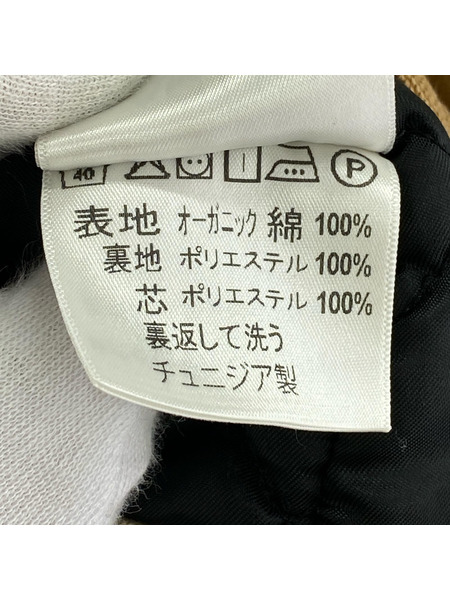 40 P
表地 オーガニック 綿 100%
裏地 ポリエステル 100%
芯 ポリエステル 100%
裏返して洗う
チュニジア製